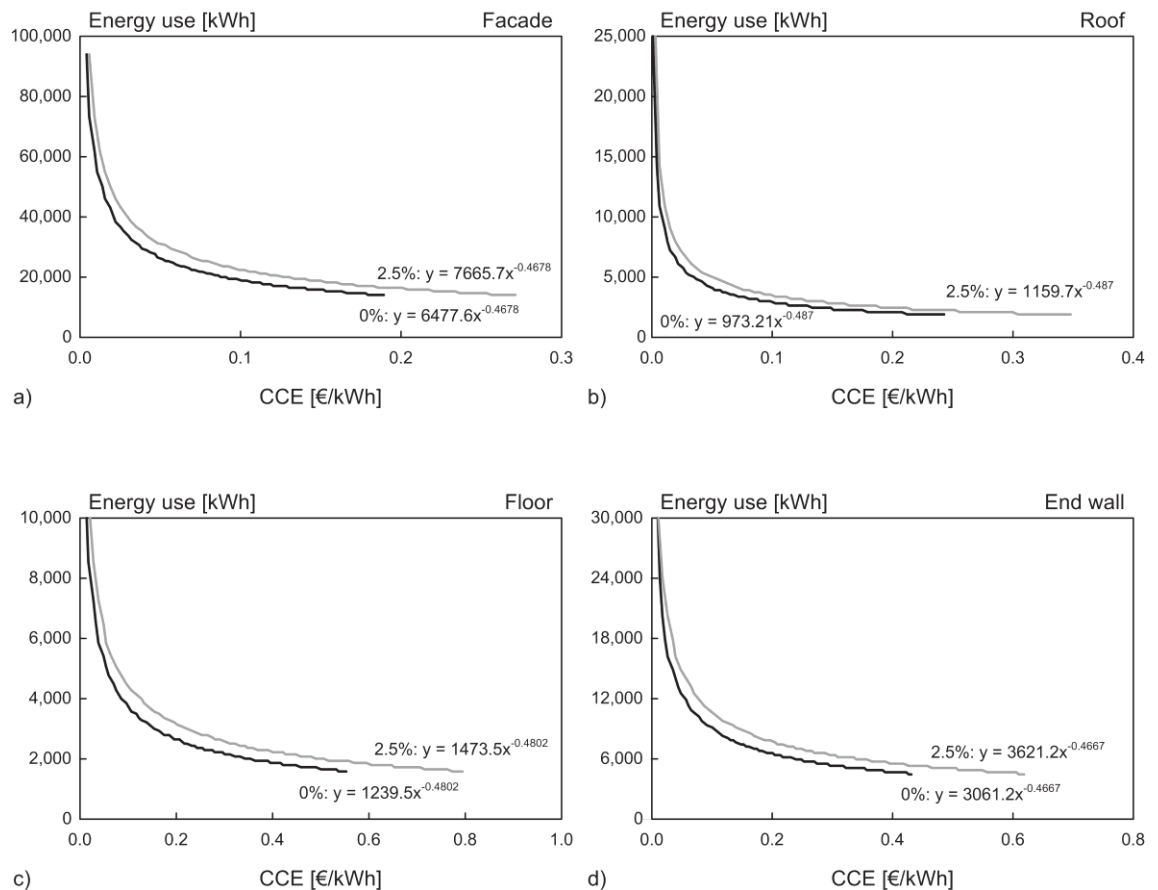 Energy use [kWh] Facade
100,000
80,000
60,000
40,000
20,000
0
2.5%: y = 7665.7x^-0.4678
0%: y = 6477.6x^-0.4678
0.0 0.1 0.2 0.3
a) CCE [€/kWh]
Energy use [kWh] Roof
25,000
20,000
15,000
10,000
5,000
0
2.5%: y = 1159.7x^-0.487
0%: y = 973.21x^-0.487
0.0 0.1 0.2 0.3 0.4
b) CCE [€/kWh]
Energy use [kWh] Floor
10,000
8,000
6,000
4,000
2,000
0
2.5%: y = 1473.5x^-0.4802
0%: y = 1239.5x^-0.4802
0.0 0.2 0.4 0.6 0.8 1.0
c) CCE [€/kWh]
Energy use [kWh] End wall
30,000
24,000
18,000
12,000
6,000
0
2.5%: y = 3621.2x^-0.4667
0%: y = 3061.2x^-0.4667
0.0 0.2 0.4 0.6 0.8
d) CCE [€/kWh]